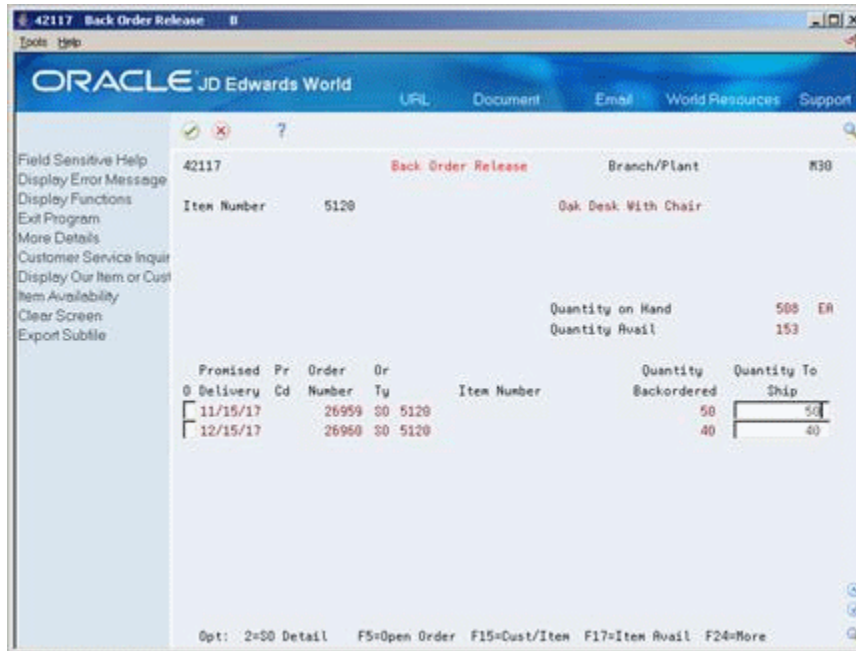 42117 Back Order Release
Tools Help
ORACLE JD Edwards World
URL Document Email World Resources Support
?
Field Sensitive Help
Display Error Message
Display Functions
Exit Program
More Details
Customer Service Inquir
Display Our Item or Cust
Item Availability
Clear Screen
Export Subfile
42117 Back Order Release Branch/Plant M30
Item Number 5120 Oak Desk With Chair
Quantity on Hand 508 EA
Quantity Avail 153
Promised Pr Order Or Quantity Quantity To
O Delivery Cd Number Ty Item Number Backordered Ship
11/15/17 26959 SO 5120 50 50
12/15/17 26960 SO 5120 40 40
Opt: 2=SO Detail F5=Open Order F15=Cust/Item F17=Item Avail F24=More